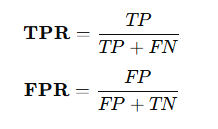 TPR = TP / (TP + FN)
FPR = FP / (FP + TN)